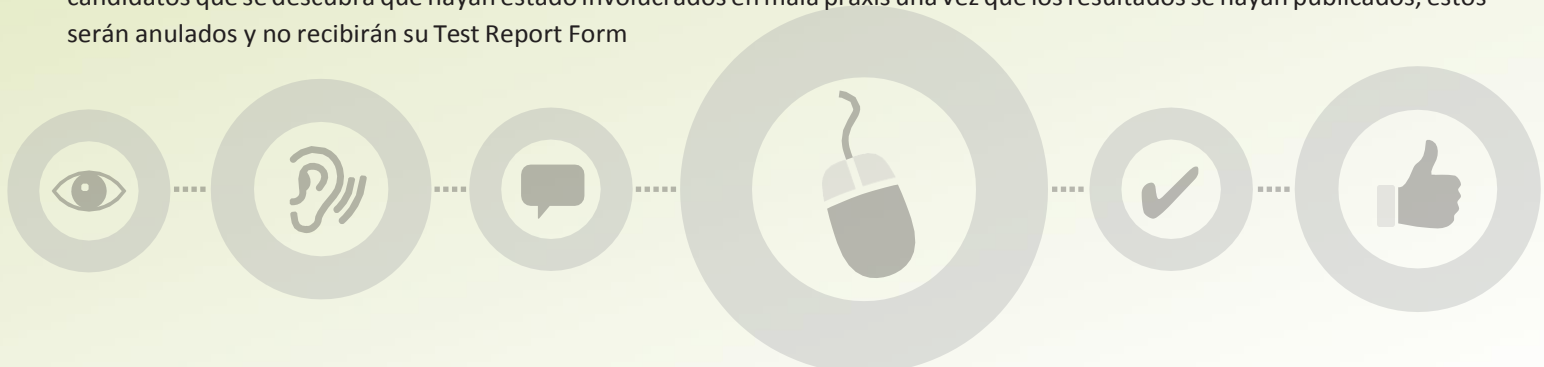 candidatos que se descubra que hayan estado involucrados en mala praxis una vez que los resultados se hayan publicados, estos
serán anulados y no recibirán su Test Report Form